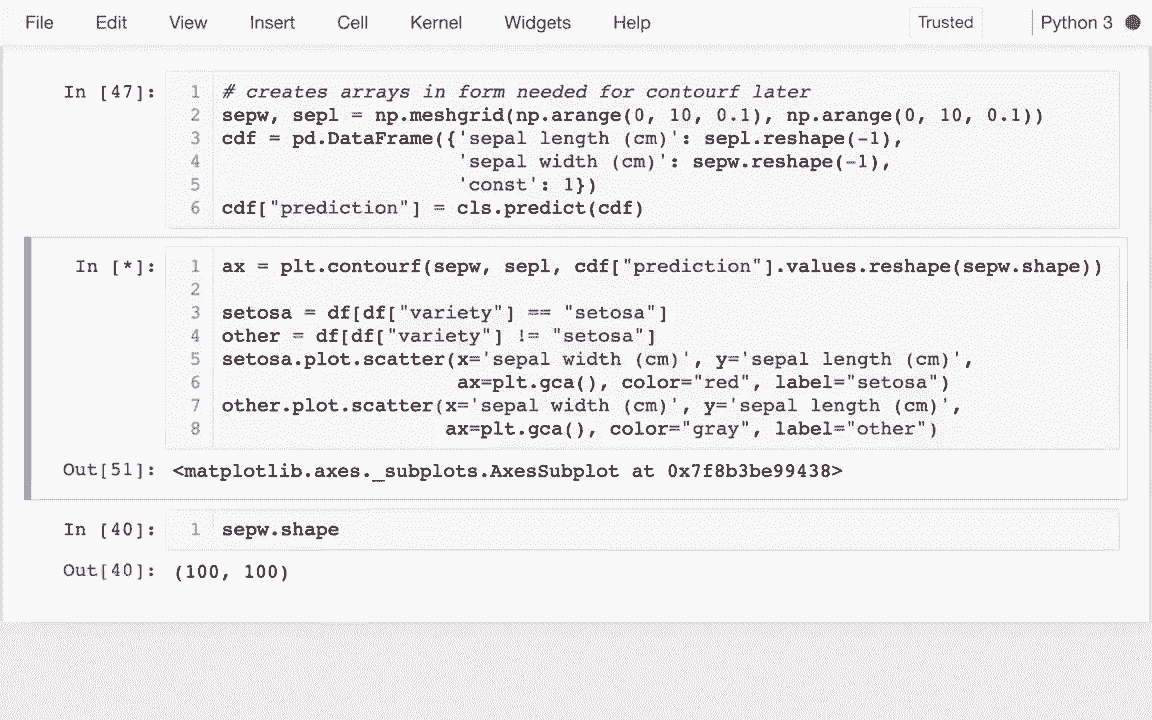 File Edit View Insert Cell Kernel Widgets Help Trusted Python 3
In [47]:
1 # creates arrays in form needed for contourf later
2 sepw, sepl = np.meshgrid(np.arange(0, 10, 0.1), np.arange(0, 10, 0.1))
3 cdf = pd.DataFrame({'sepal length (cm)': sepl.reshape(-1),
4                     'sepal width (cm)': sepw.reshape(-1),
5                     'const': 1})
6 cdf["prediction"] = cls.predict(cdf)
In [*]:
1 ax = plt.contourf(sepw, sepl, cdf["prediction"].values.reshape(sepw.shape))
2
3 setosa = df[df["variety"] == "setosa"]
4 other = df[df["variety"] != "setosa"]
5 setosa.plot.scatter(x='sepal width (cm)', y='sepal length (cm)',
6                     ax=plt.gca(), color="red", label="setosa")
7 other.plot.scatter(x='sepal width (cm)', y='sepal length (cm)',
8                    ax=plt.gca(), color="gray", label="other")
Out[51]: <matplotlib.axes._subplots.AxesSubplot at 0x7f8b3be99438>
In [40]: 1 sepw.shape
Out[40]: (100, 100)